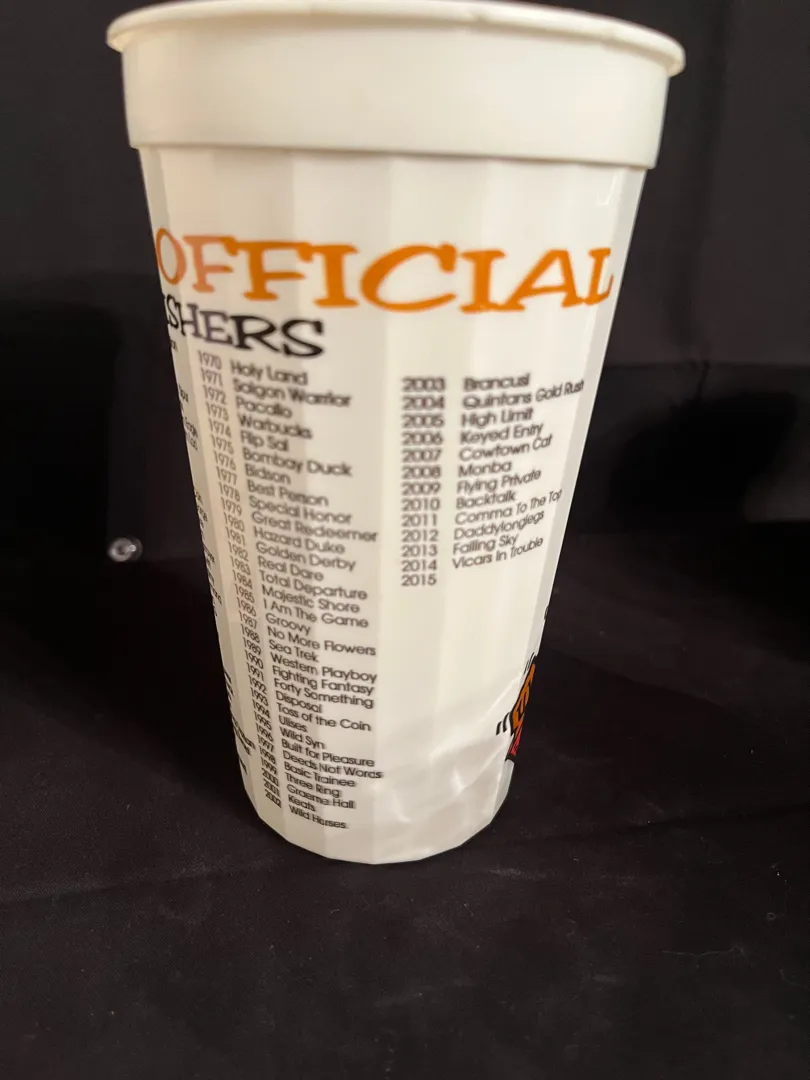 OFFICIAL
SHERS
1970 Holy Land
1971 Saigon Warrior
1972 Pacallo
1973 Warbucks
1974 Flip Sal
1975 Bombay Duck
1976 Bidson
1977 Best Person
1978 Special Honor
1979 Great Redeemer
1980 Hazard Duke
1981 Golden Derby
1982 Real Dare
1983 Total Departure
1984 Majestic Shore
1985 I Am The Game
1986 Groovy
1987 No More Flowers
1988 Sea Trek
1989 Western Playboy
1990 Fighting Fantasy
1991 Forty Something
1992 Disposal
1993 Toss of the Coin
1994 Ulises
1995 Wild Syn
1996 Built for Pleasure
1997 Deeds Not Words
1998 Basic Trainee
1999 Three Ring
2000 Graeme Hall
2001 Keats
2002 Wild Horses
2003 Brancusi
2004 Quintons Gold Rush
2005 High Limit
2006 Keyed Entry
2007 Cowtown Cat
2008 Monba
2009 Flying Private
2010 Backtalk
2011 Comma To The Top
2012 Daddylonglegs
2013 Falling Sky
2014 Vicars In Trouble
2015